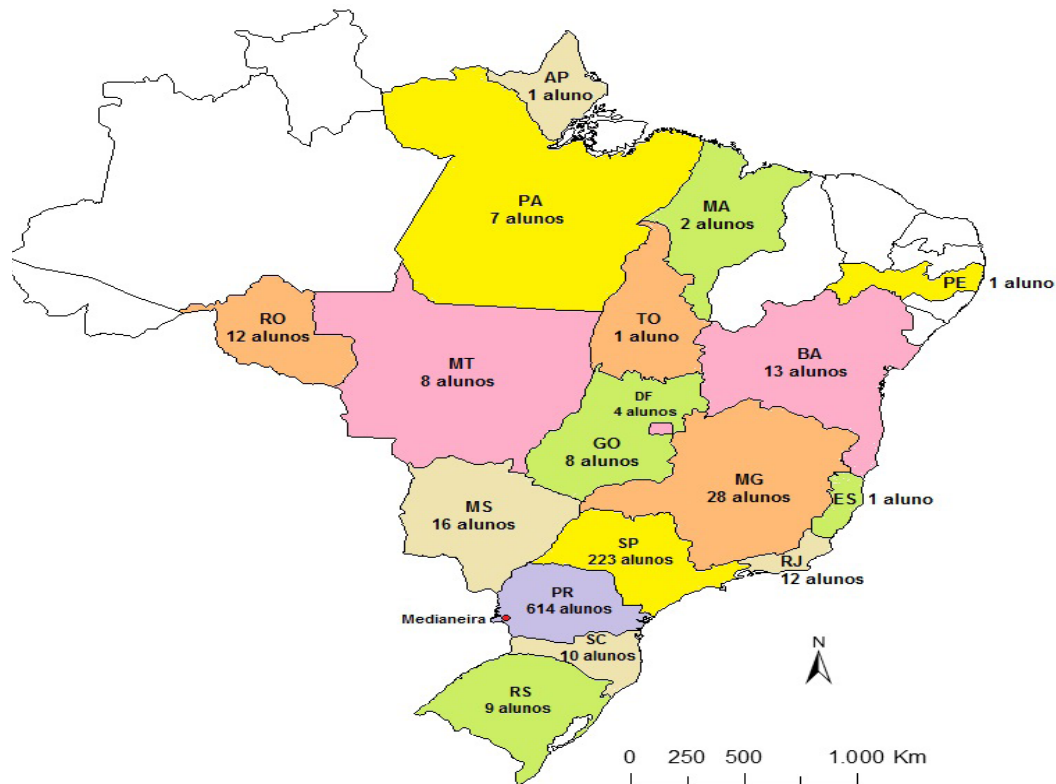 AP
1 aluno
PA
7 alunos
MA
2 alunos
PE 1 aluno
RO
12 alunos
TO
1 aluno
MT
8 alunos
BA
13 alunos
DF
4 alunos
GO
8 alunos
MG
28 alunos
ES 1 aluno
MS
16 alunos
SP
223 alunos
RJ
12 alunos
PR
614 alunos
Medianeira
SC
10 alunos
N
RS
9 alunos
0 250 500 1.000 Km